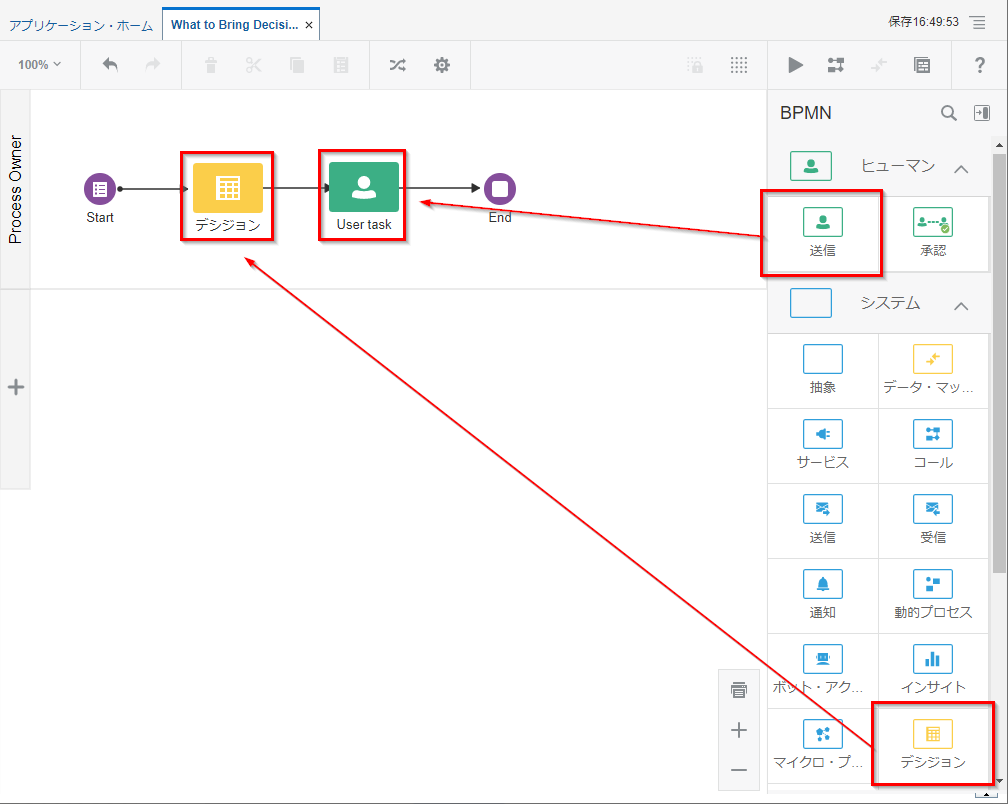 アプリケーション・ホーム
What to Bring Decisi... ×
保存16:49:53
100%
?
Process Owner
Start
デシジョン
User task
End
BPMN
ヒューマン
送信
承認
システム
抽象
データ・マッ...
サービス
コール
送信
受信
通知
動的プロセス
ボット・アク...
インサイト
マイクロ・プ...
デシジョン